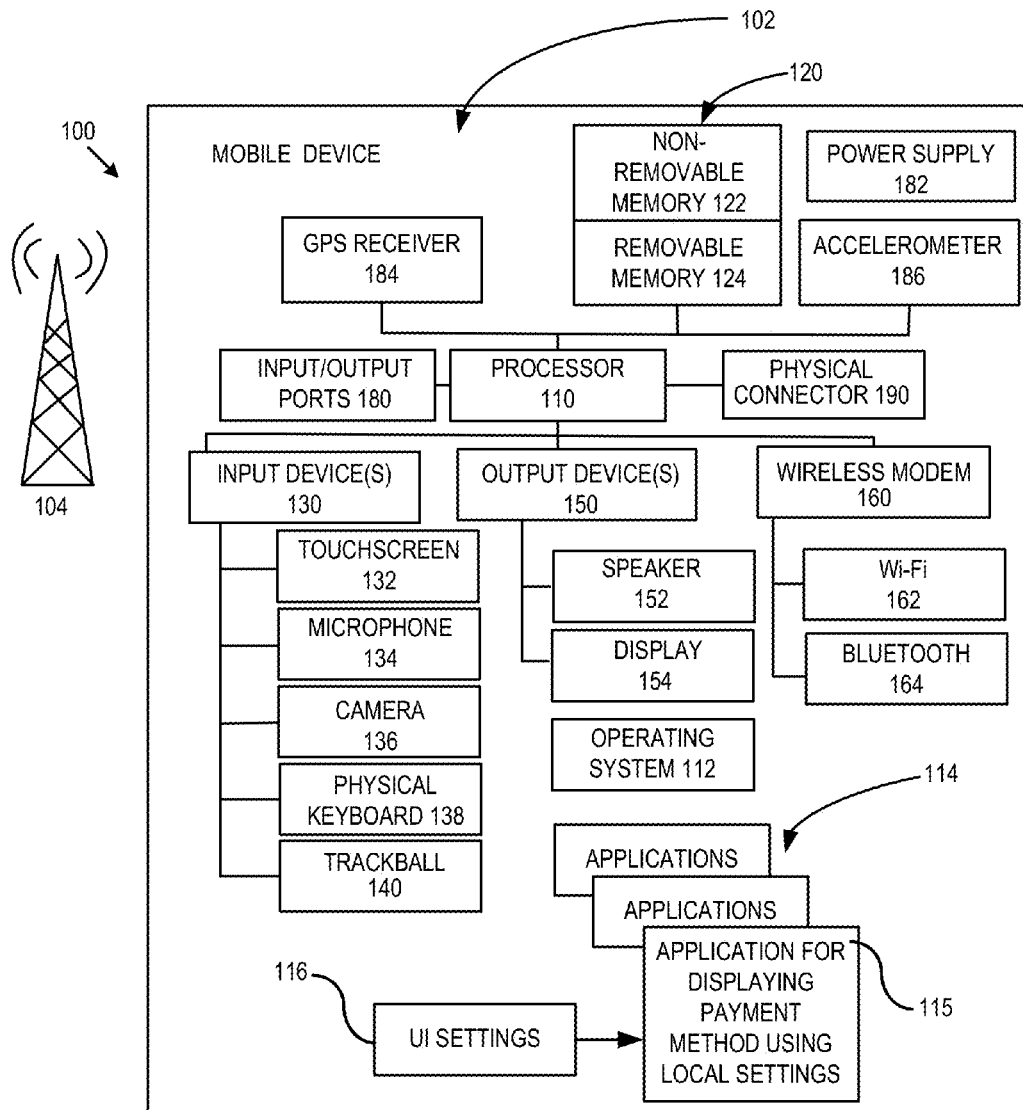 102
120
100
MOBILE DEVICE
NON-
REMOVABLE
MEMORY 122
POWER SUPPLY
182
GPS RECEIVER
184
REMOVABLE
MEMORY 124
ACCELEROMETER
186
INPUT/OUTPUT
PORTS 180
PROCESSOR
110
PHYSICAL
CONNECTOR 190
104
INPUT DEVICE(S)
130
OUTPUT DEVICE(S)
150
WIRELESS MODEM
160
TOUCHSCREEN
132
SPEAKER
152
Wi-Fi
162
MICROPHONE
134
DISPLAY
154
BLUETOOTH
164
CAMERA
136
OPERATING
SYSTEM 112
PHYSICAL
KEYBOARD 138
114
TRACKBALL
140
APPLICATIONS
APPLICATIONS
APPLICATION FOR
DISPLAYING
PAYMENT
METHOD USING
LOCAL SETTINGS
115
116
UI SETTINGS